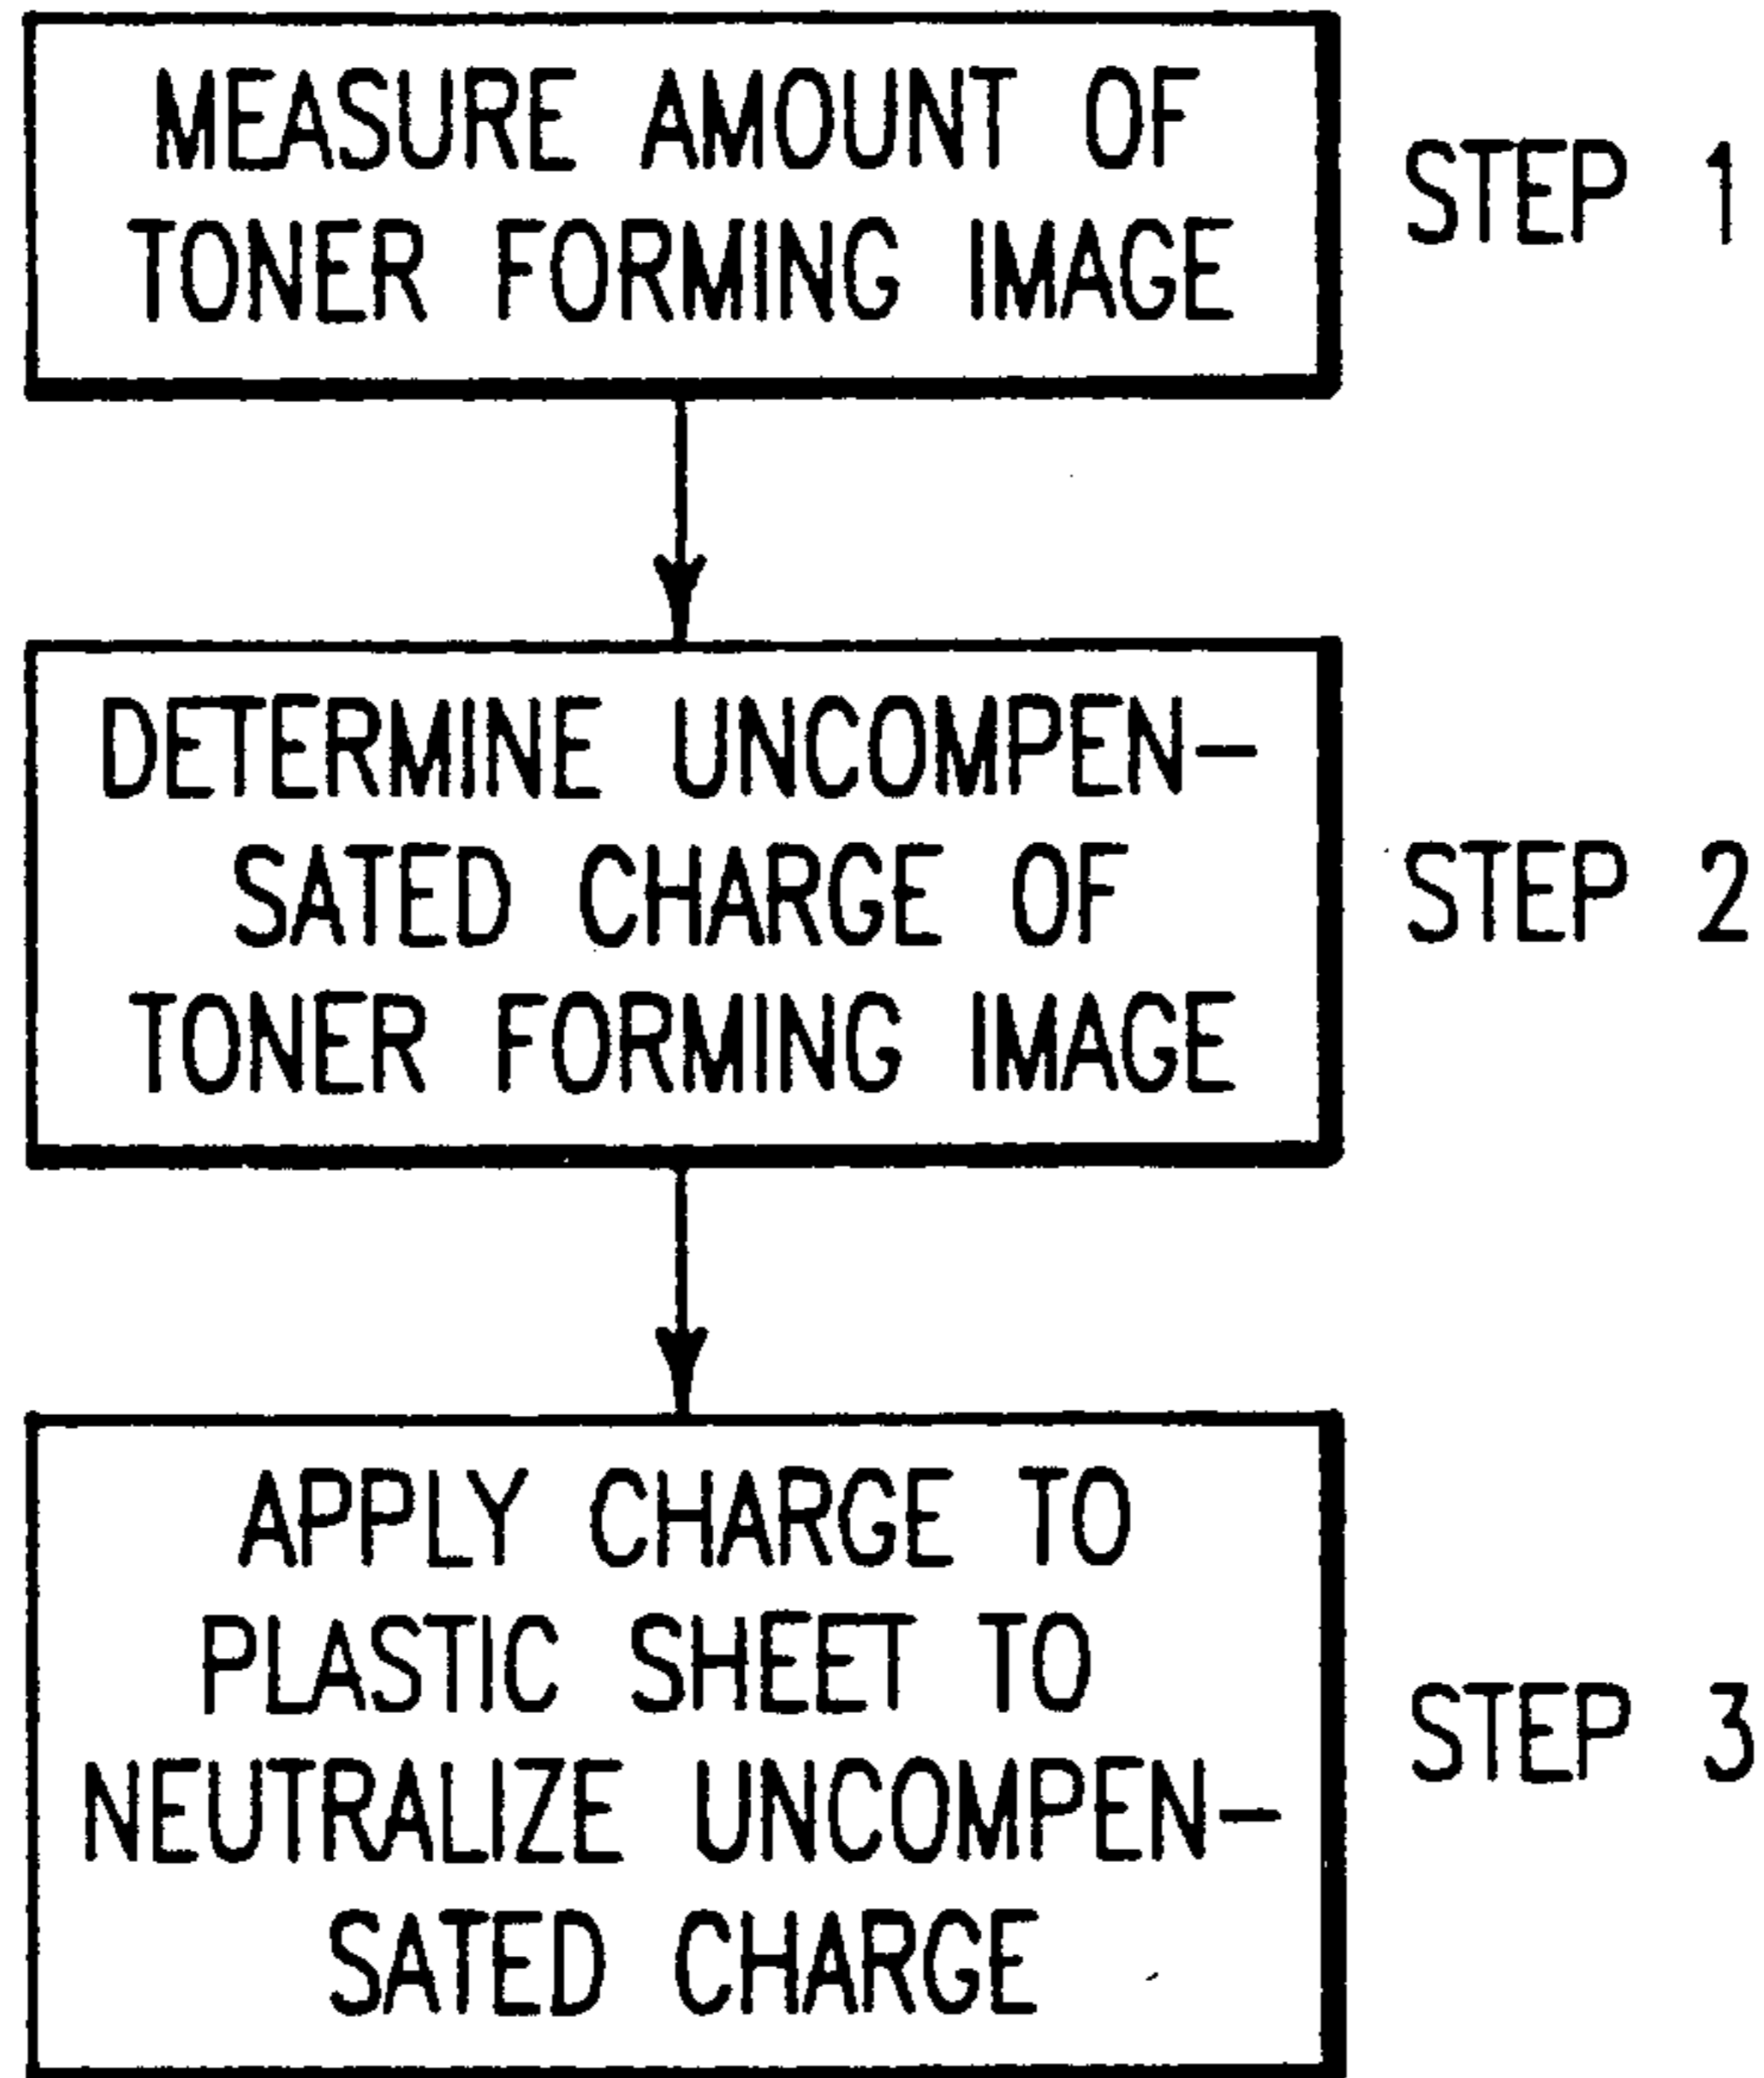 MEASURE AMOUNT OF
TONER FORMING IMAGE
STEP 1
DETERMINE UNCOMPEN-
SATED CHARGE OF
TONER FORMING IMAGE
STEP 2
APPLY CHARGE TO
PLASTIC SHEET TO
NEUTRALIZE UNCOMPEN-
SATED CHARGE
STEP 3